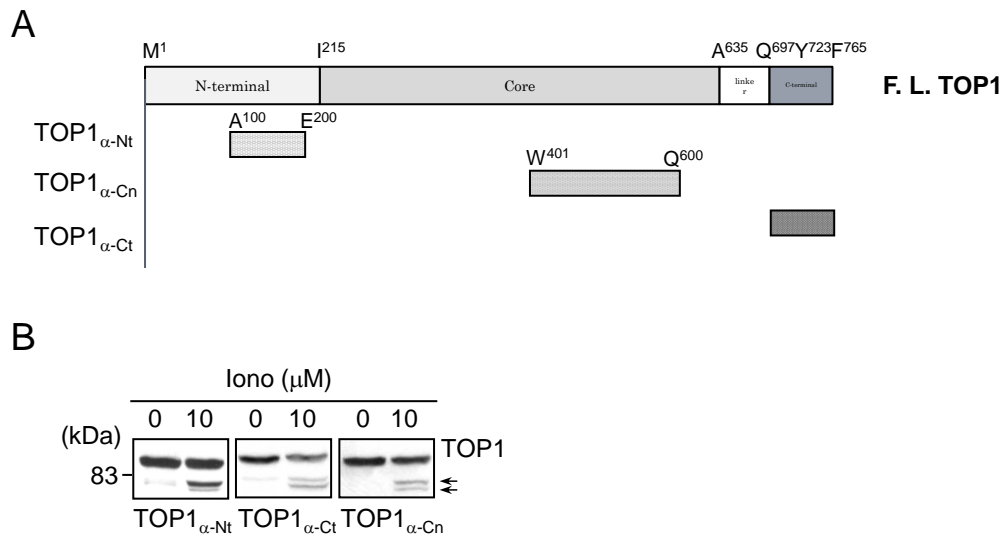 A
M¹ I²¹⁵ A⁶³⁵ Q⁶⁹⁷Y⁷²³F⁷⁶⁵
N-terminal Core linke C-terminal F. L. TOP1
r
A¹⁰⁰ E²⁰⁰
TOP1α-Nt
W⁴⁰¹ Q⁶⁰⁰
TOP1α-Cn
TOP1α-Ct
B
Iono (μM)
0 10 0 10 0 10
(kDa) TOP1
83
TOP1α-Nt TOP1α-Ct TOP1α-Cn